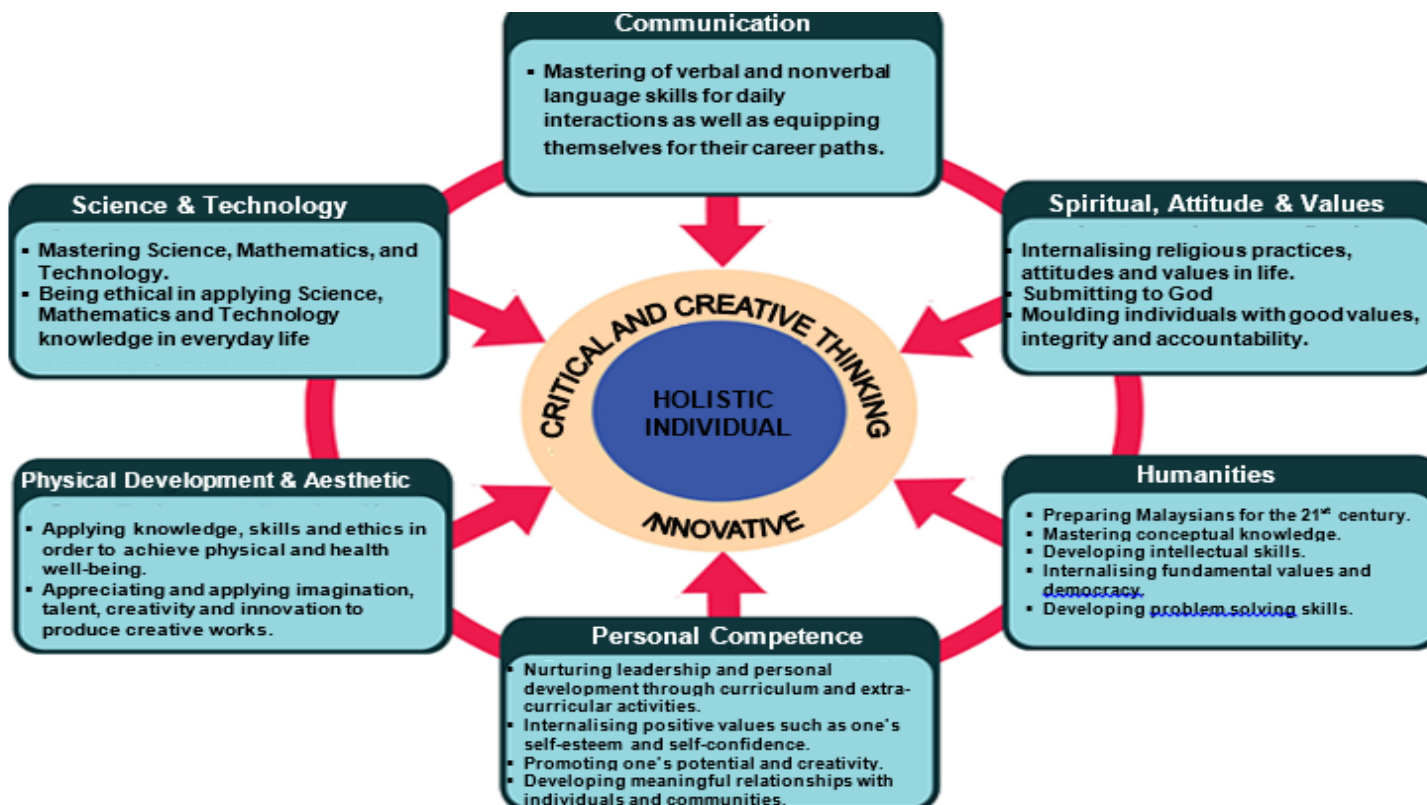 Communication
▪ Mastering of verbal and nonverbal
language skills for daily
interactions as well as equipping
themselves for their career paths.
Science & Technology
▪ Mastering Science, Mathematics, and
Technology.
▪ Being ethical in applying Science,
Mathematics and Technology
knowledge in everyday life
Spiritual, Attitude & Values
▪ Internalising religious practices,
attitudes and values in life.
▪ Submitting to God
▪ Moulding individuals with good values,
integrity and accountability.
CRITICAL AND CREATIVE THINKING
HOLISTIC
INDIVIDUAL
INNOVATIVE
Physical Development & Aesthetic
▪ Applying knowledge, skills and ethics in
order to achieve physical and health
well-being.
▪ Appreciating and applying imagination,
talent, creativity and innovation to
produce creative works.
Humanities
▪ Preparing Malaysians for the 21st century.
▪ Mastering conceptual knowledge.
▪ Developing intellectual skills.
▪ Internalising fundamental values and
democracy.
▪ Developing problem solving skills.
Personal Competence
▪ Nurturing leadership and personal
development through curriculum and extra-
curricular activities.
▪ Internalising positive values such as one's
self-esteem and self-confidence.
▪ Promoting one's potential and creativity.
▪ Developing meaningful relationships with
individuals and communities.